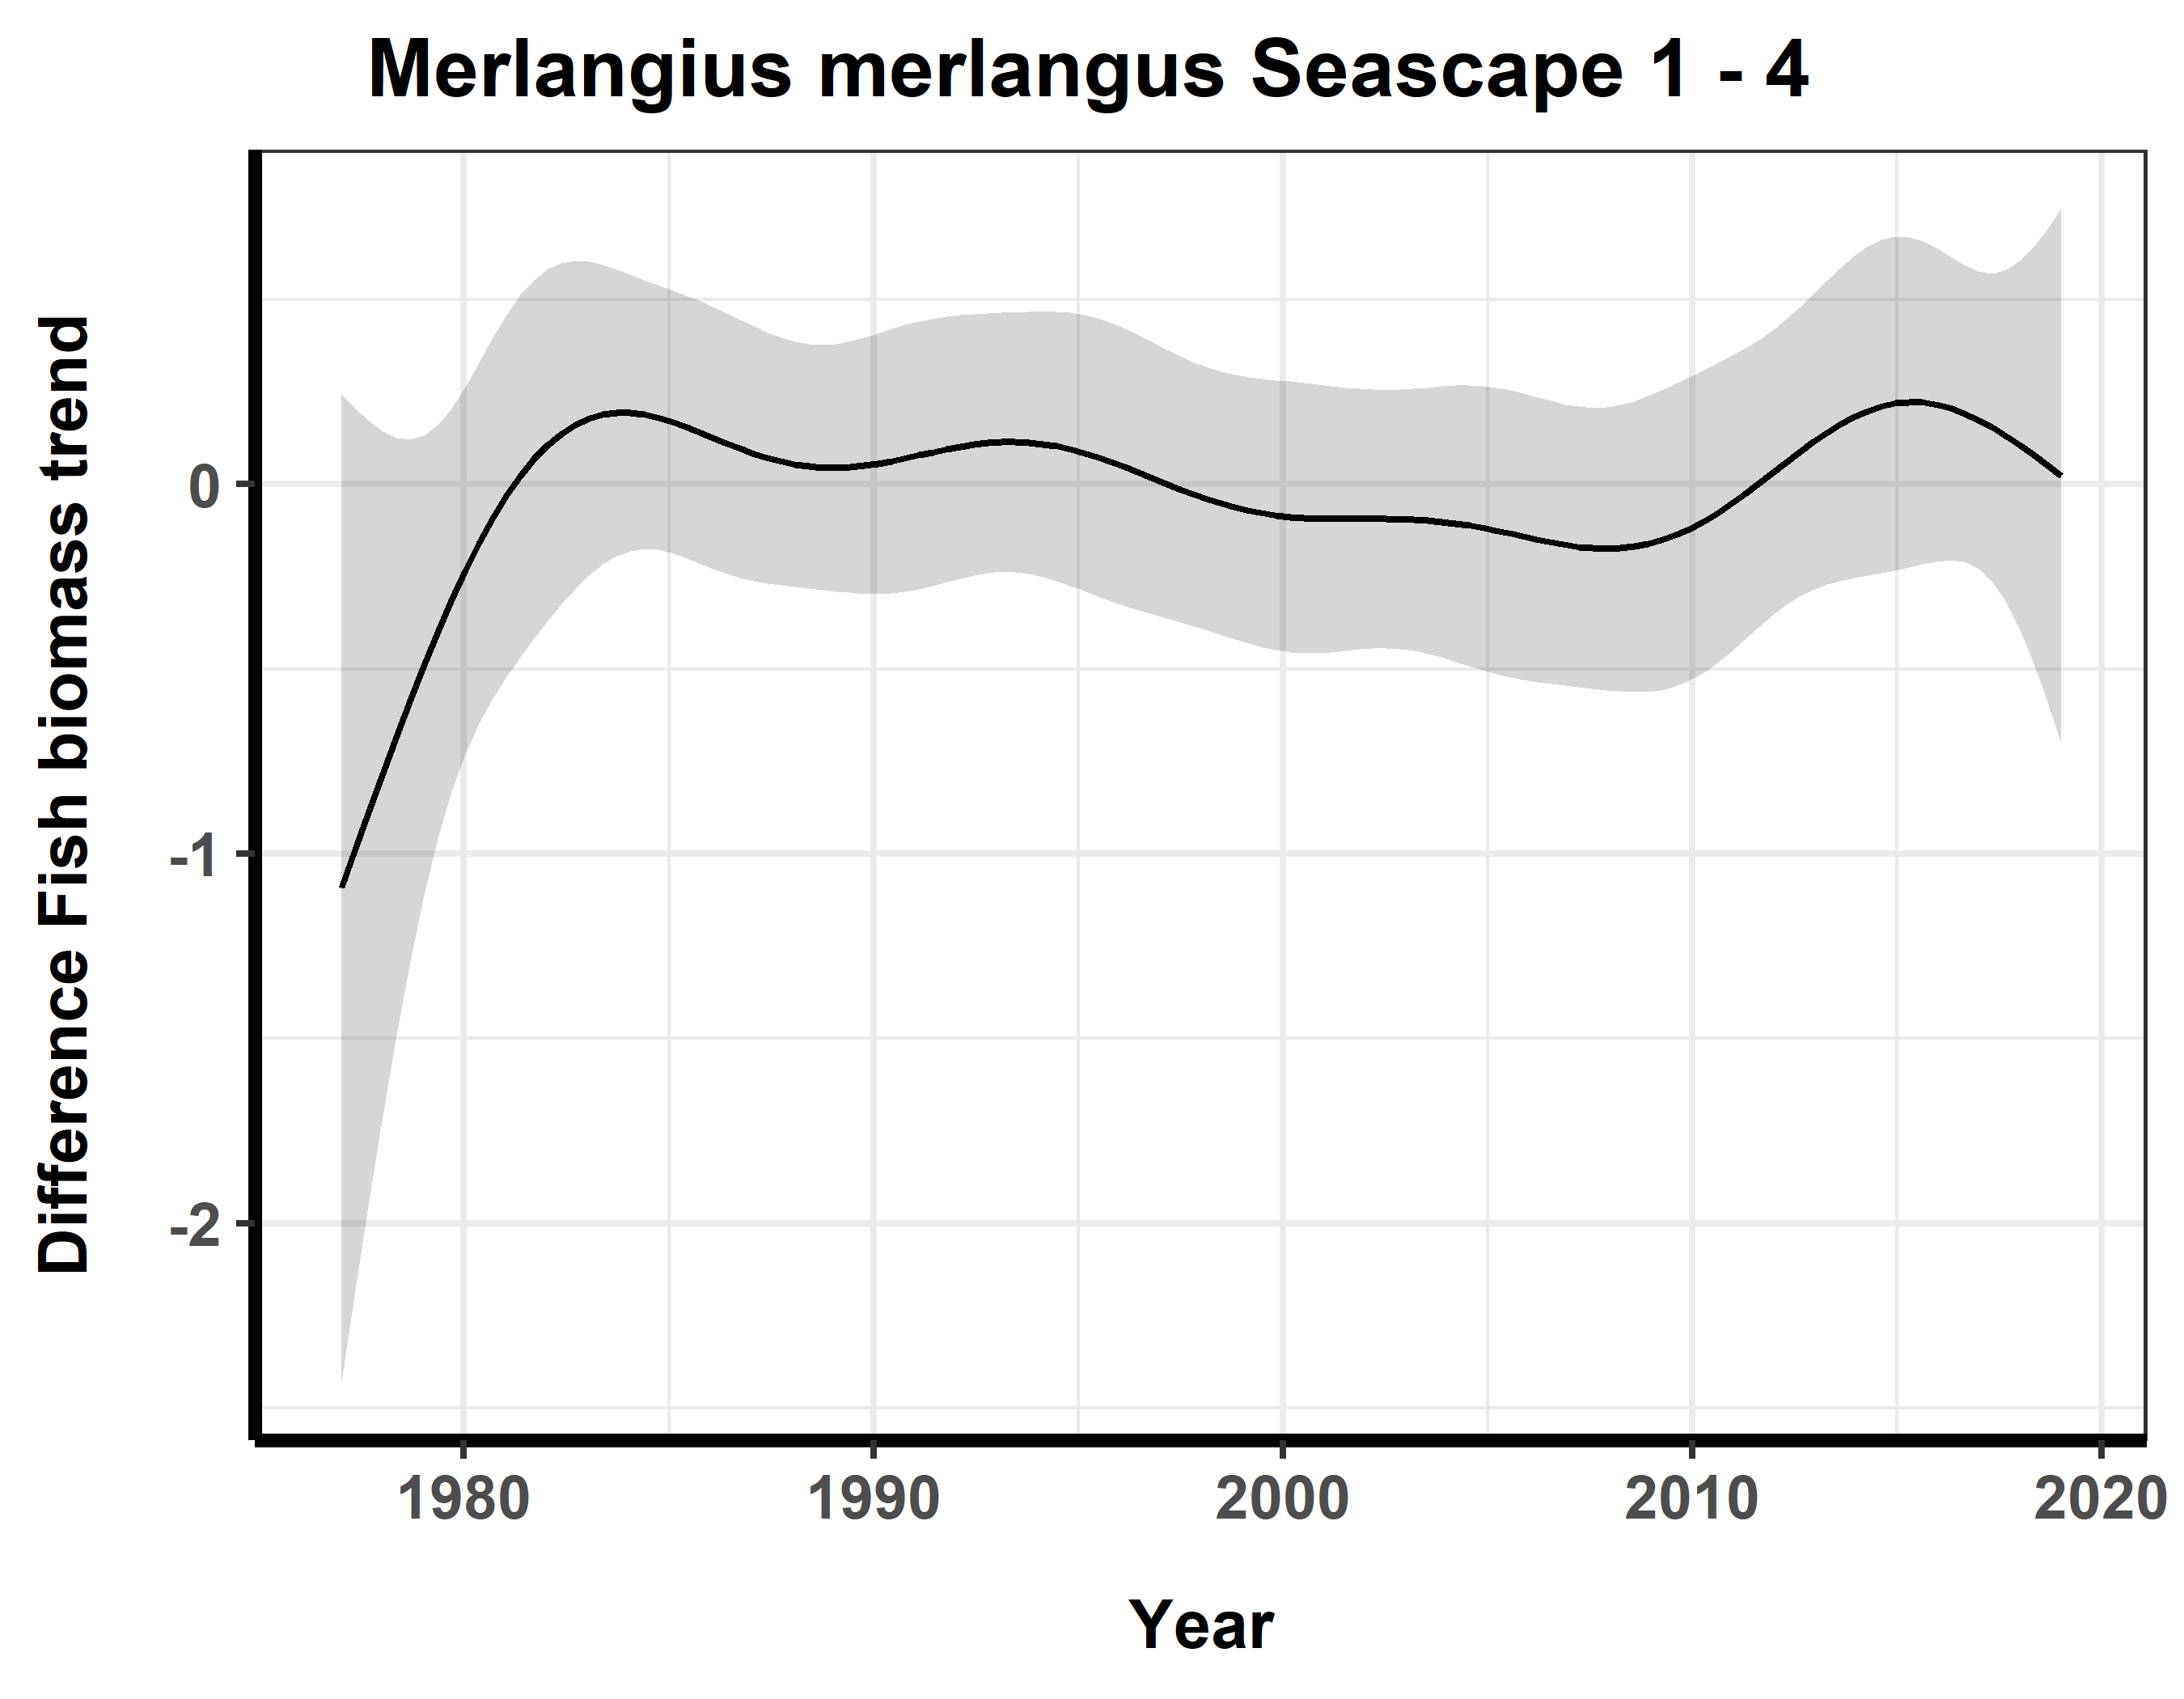 Merlangius merlangus Seascape 1 - 4
Difference Fish biomass trend
0
-1
-2
1980 1990 2000 2010 2020
Year